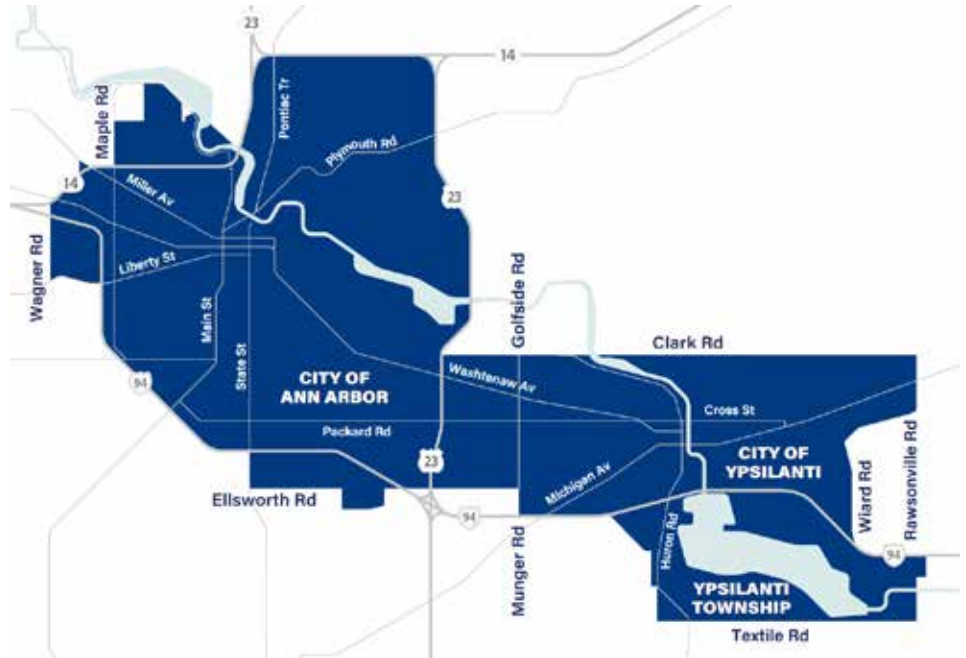 23
14
Maple Rd
Pontiac Tr
Plymouth Rd
14
Miller Av
23
Wagner Rd
Liberty St
Main St
State St
Golfside Rd
Clark Rd
94
CITY OF
ANN ARBOR
Washtenaw Av
Cross St
Packard Rd
23
CITY OF
YPSILANTI
Michigan Av
Ellsworth Rd
94
Munger Rd
Huron Rd
Wiard Rd
Rawsonville Rd
94
YPSILANTI
TOWNSHIP
Textile Rd